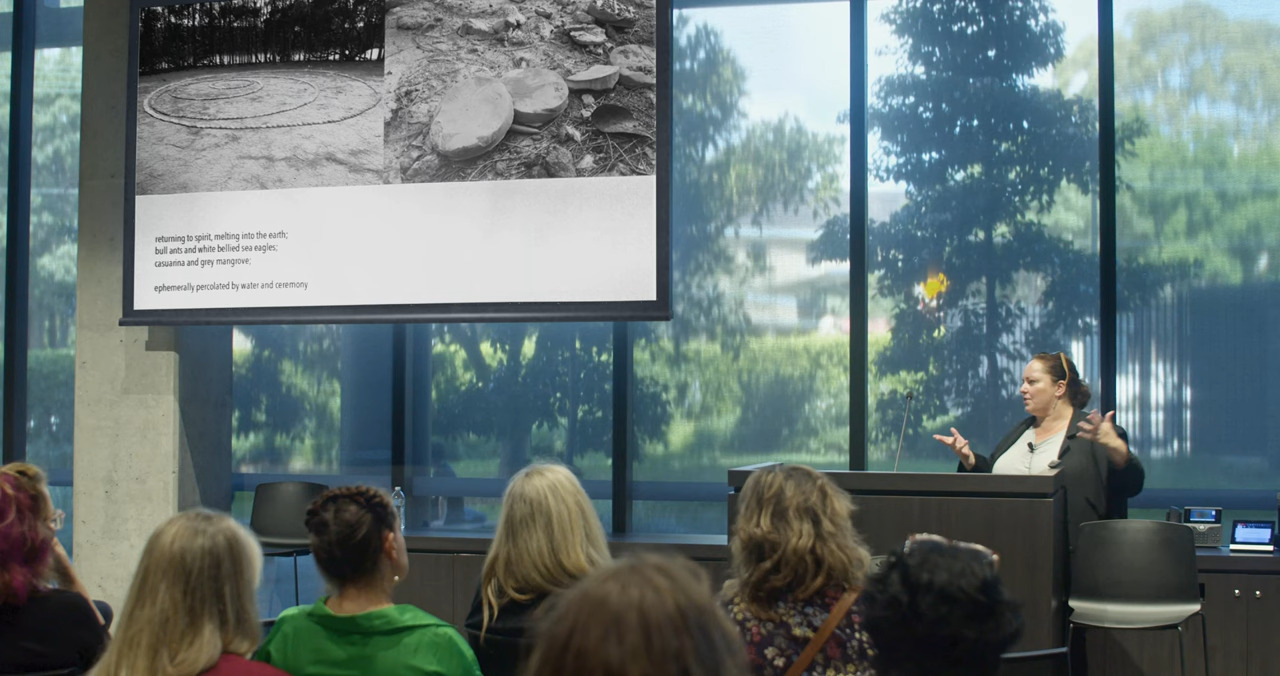 returning to spirit, melting into the earth;
bull ants and white bellied sea eagles;
casuarina and grey mangrove;
ephemerally percolated by water and ceremony